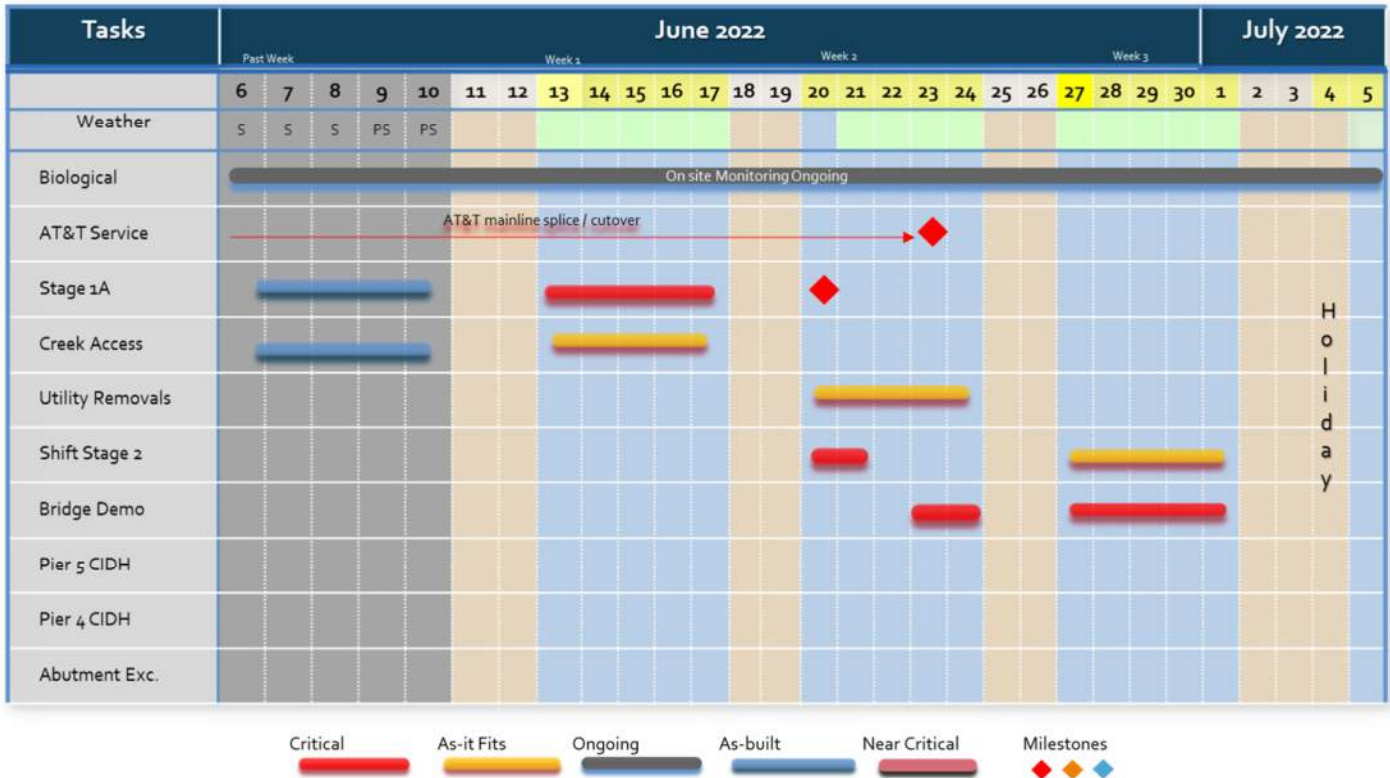 Tasks June 2022 July 2022
Past Week Week 1 Week 2 Week 3
6 7 8 9 10 11 12 13 14 15 16 17 18 19 20 21 22 23 24 25 26 27 28 29 30 1 2 3 4 5
Weather S S S PS PS
Biological On site Monitoring Ongoing
AT&T mainline splice / cutover
AT&T Service
Stage 1A
Creek Access
Utility Removals
Shift Stage 2
Bridge Demo
Holiday
Pier 5 CIDH
Pier 4 CIDH
Abutment Exc.
Critical As-it Fits Ongoing As-built Near Critical Milestones